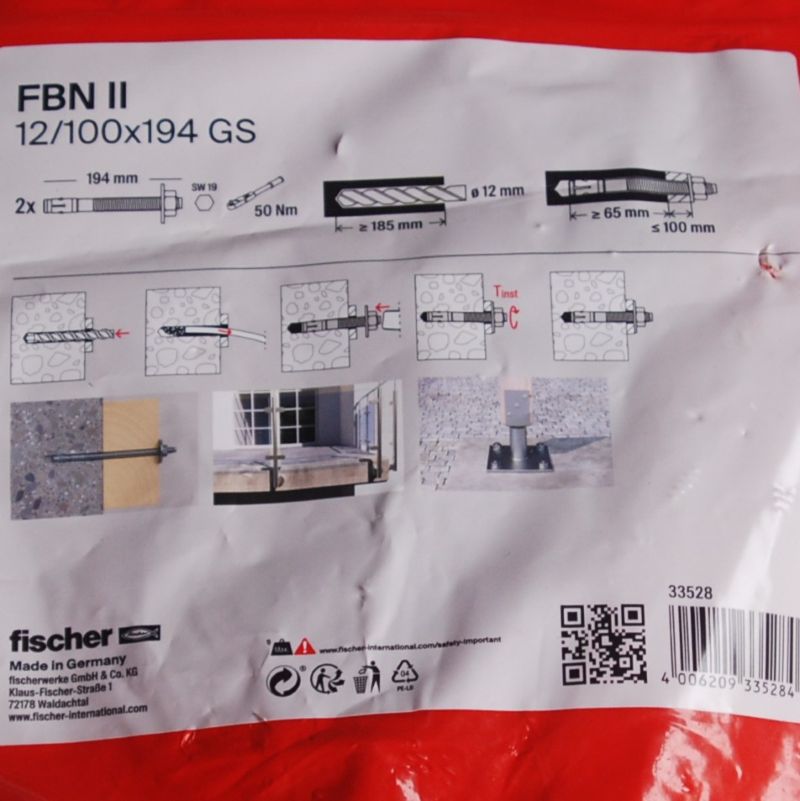 FBN II
12/100x194 GS
194 mm
2x
SW 19
50 Nm
ø 12 mm
≥ 185 mm
≥ 65 mm
≤ 100 mm
Tinst
fischer
Made in Germany
fischerwerke GmbH & Co. KG
Klaus-Fischer-Straße 1
72178 Waldachtal
www.fischer-international.com
www.fischer-international.com/safety-important
04
PE-LD
33528
4 006209 335284